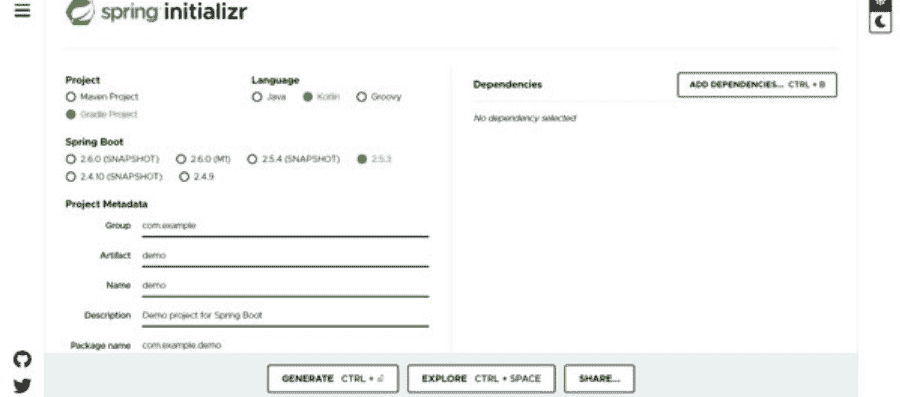 spring initializr
Project
Maven Project
Gradle Project
Language
Java Kotlin Groovy
Spring Boot
2.6.0 (SNAPSHOT) 2.6.0 (M1) 2.5.4 (SNAPSHOT) 2.5.3
2.4.10 (SNAPSHOT) 2.4.9
Project Metadata
Group com.example
Artifact demo
Name demo
Description Demo project for Spring Boot
Package name com.example.demo
Dependencies
ADD DEPENDENCIES... CTRL + B
No dependency selected
GENERATE CTRL + ⏎
EXPLORE CTRL + SPACE
SHARE...